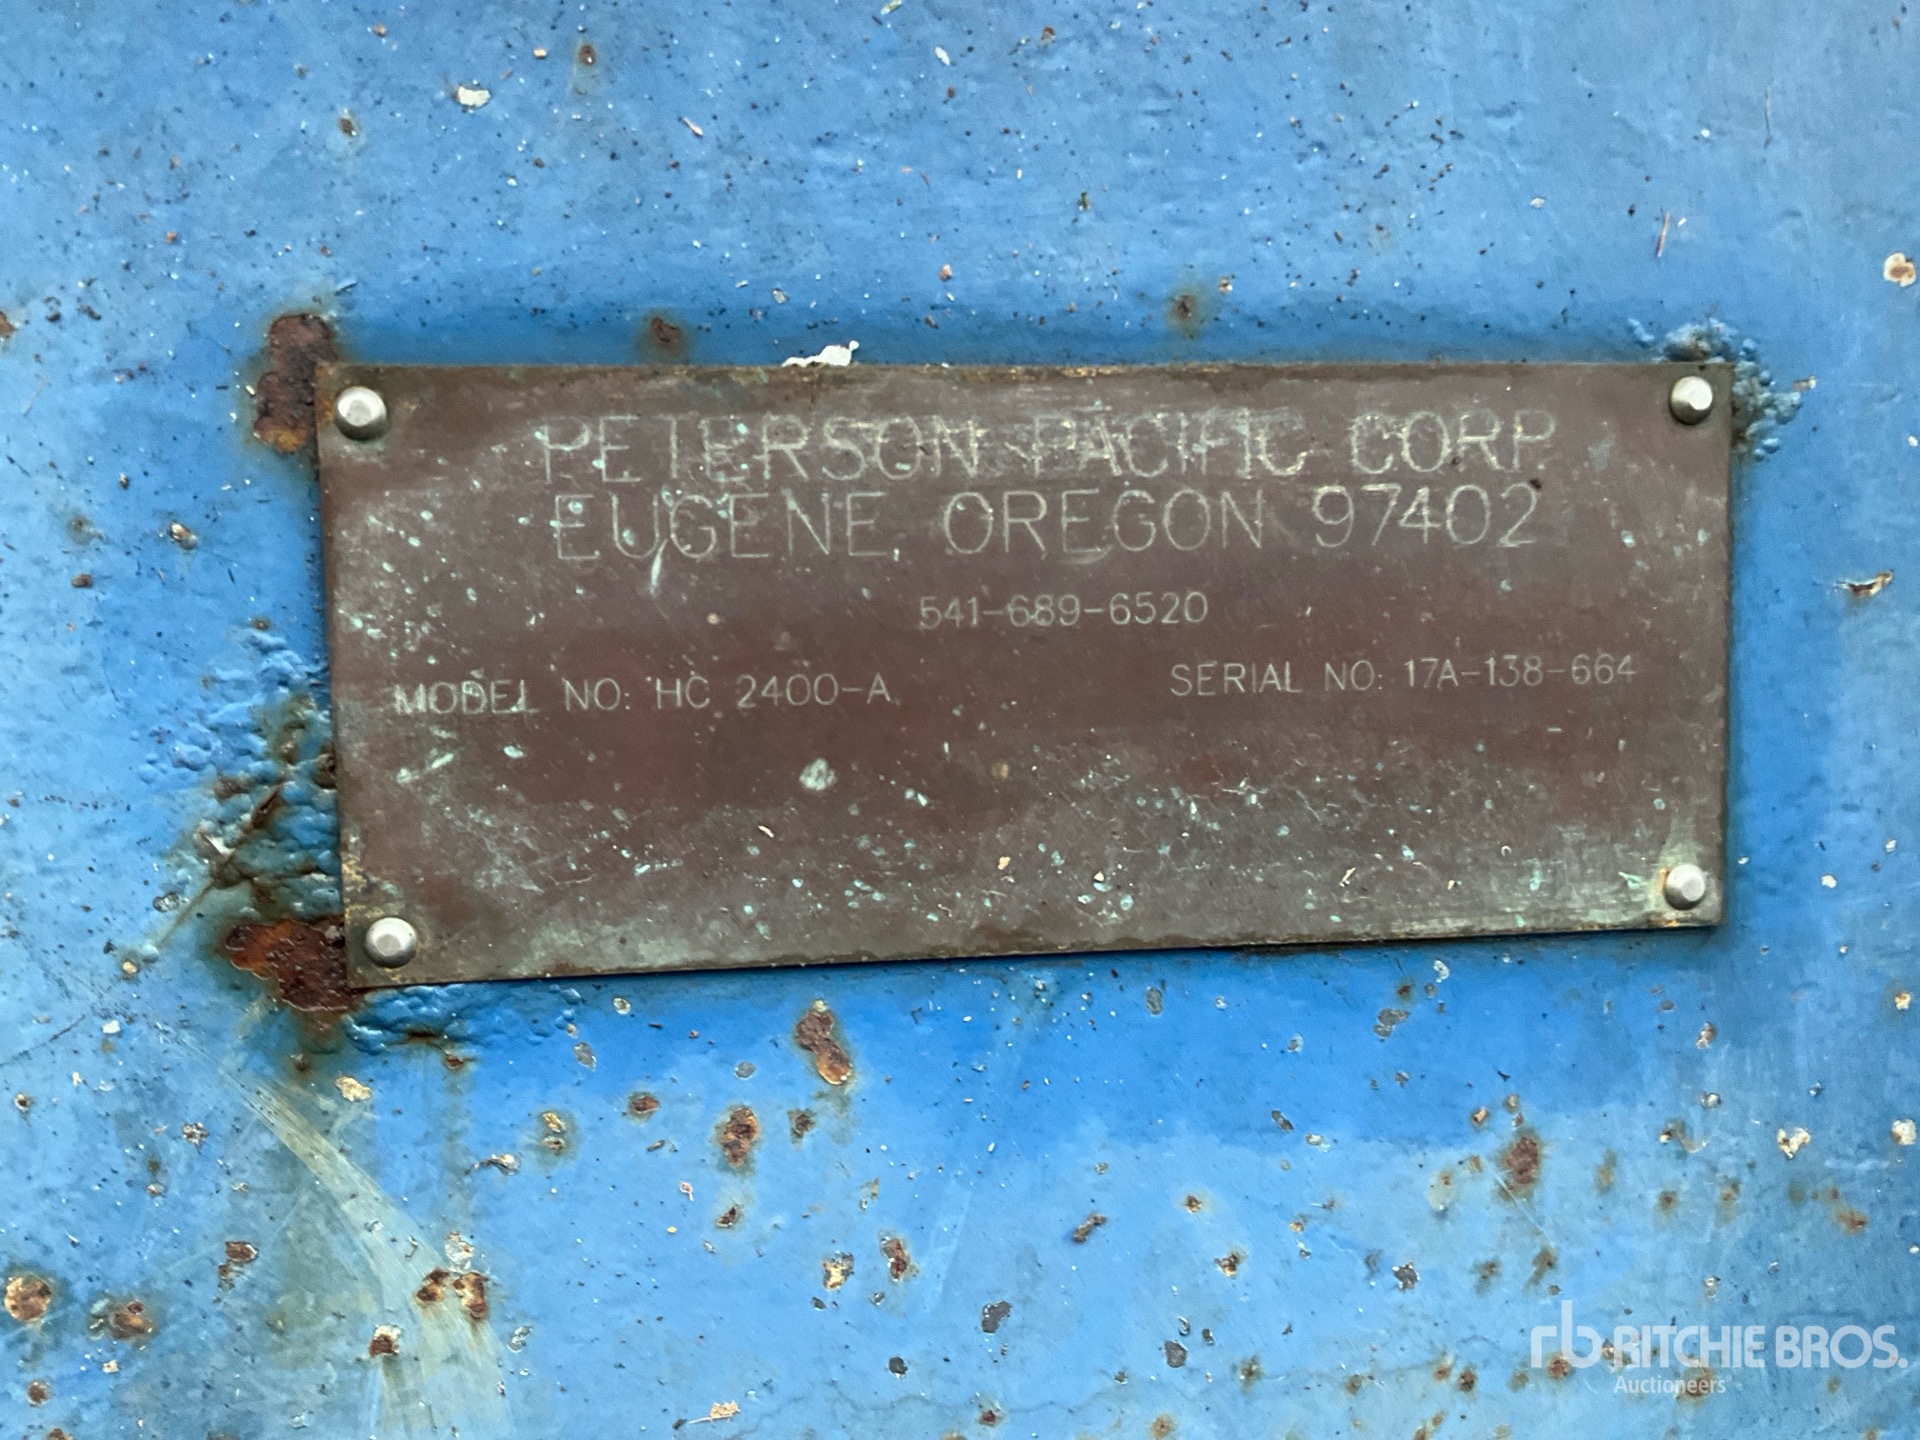 PETERSON PACIFIC CORP.
EUGENE, OREGON 97402
541-689-6520
MODEL NO: HC 2400-A
SERIAL NO: 17A-138-664
rb RITCHIE BROS.
Auctioneers